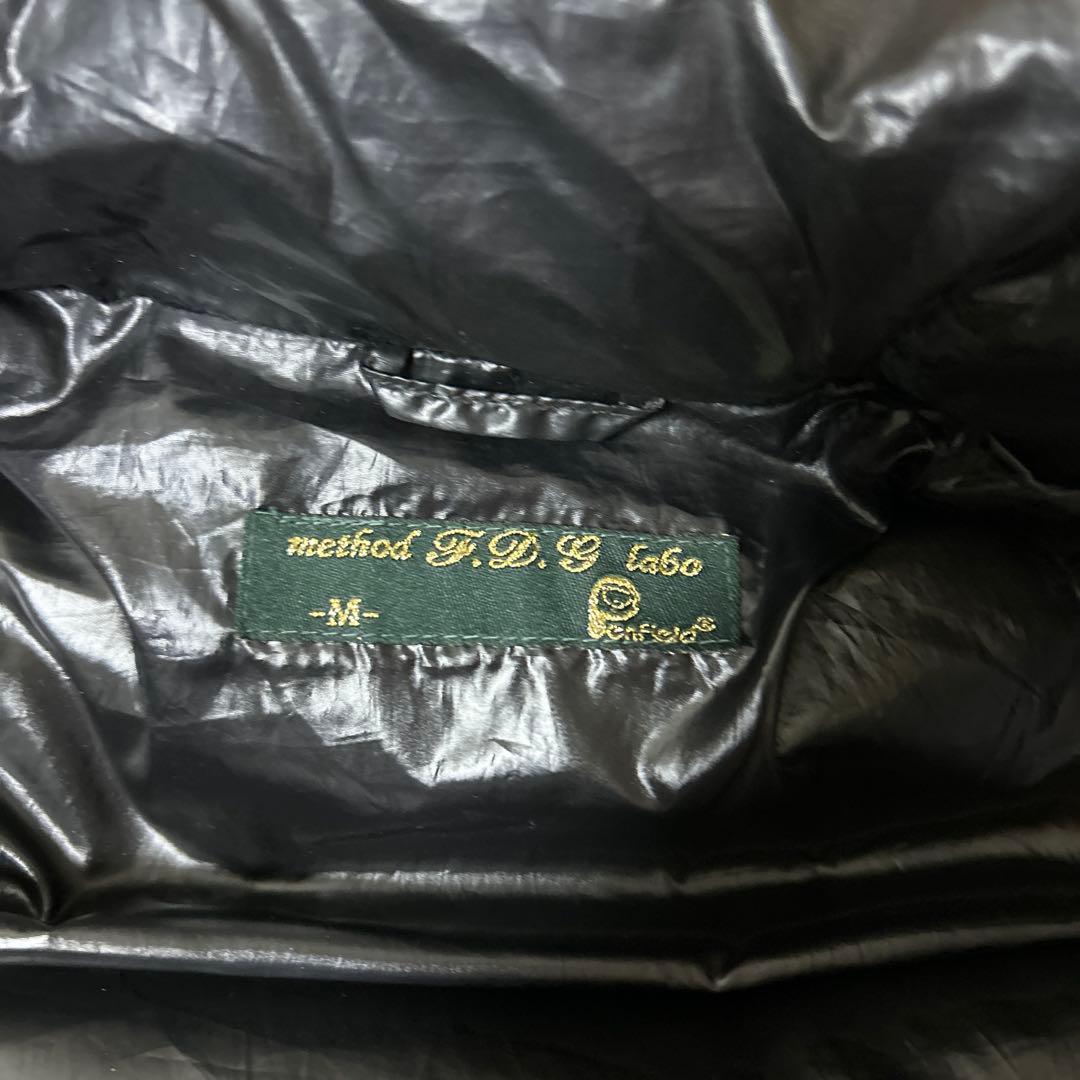 method F.D.G labo
-M-
Penfield®